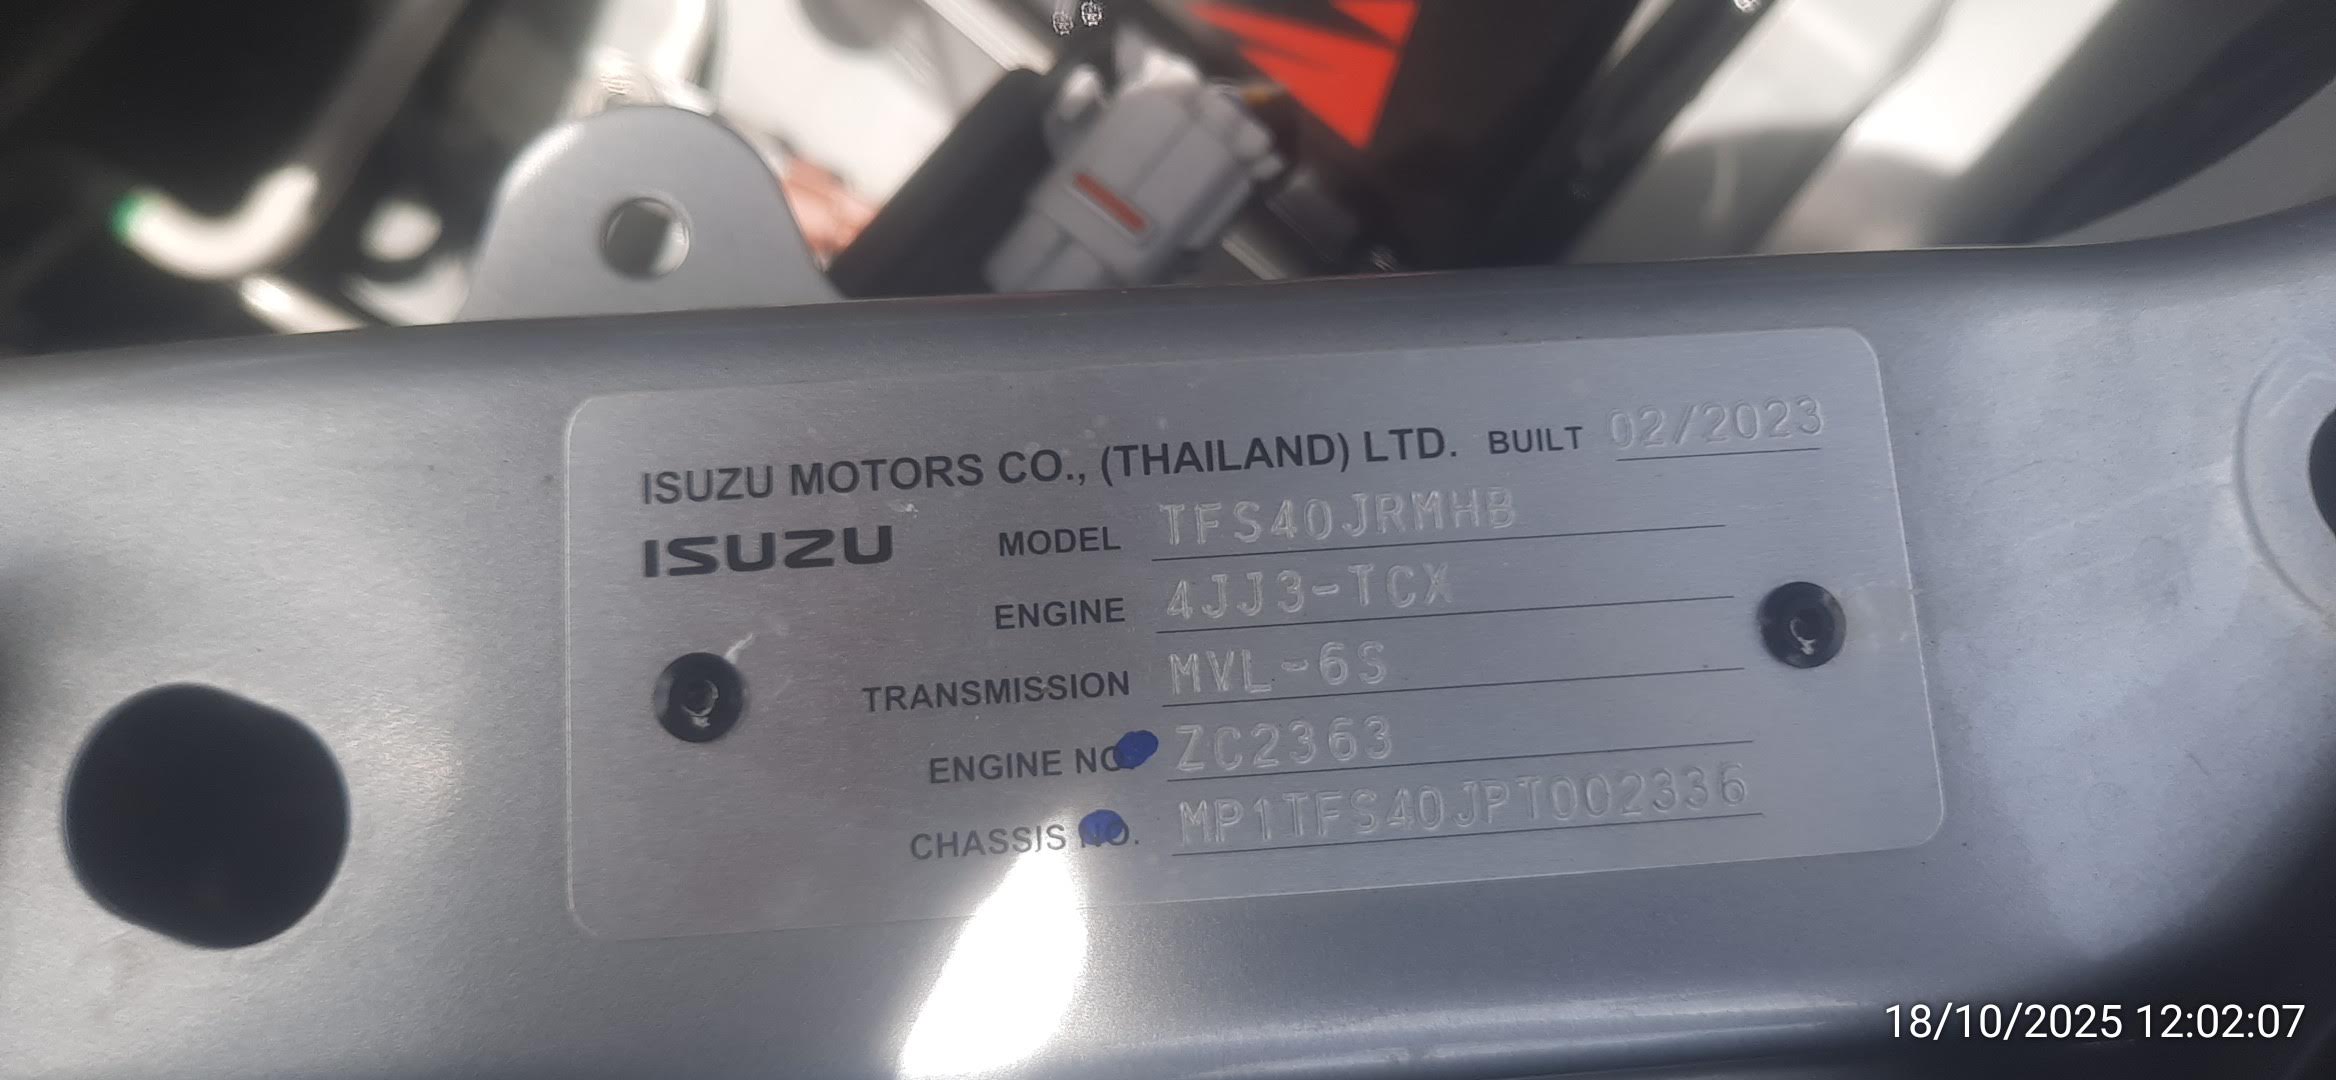 ISUZU MOTORS CO., (THAILAND) LTD. BUILT 02/2023
ISUZU MODEL TFS40JRMHB
ENGINE 4JJ3-TCX
TRANSMISSION MVL-6S
ENGINE NO. ZC2363
CHASSIS NO. MP1TFS40JPT002336
18/10/2025 12:02:07